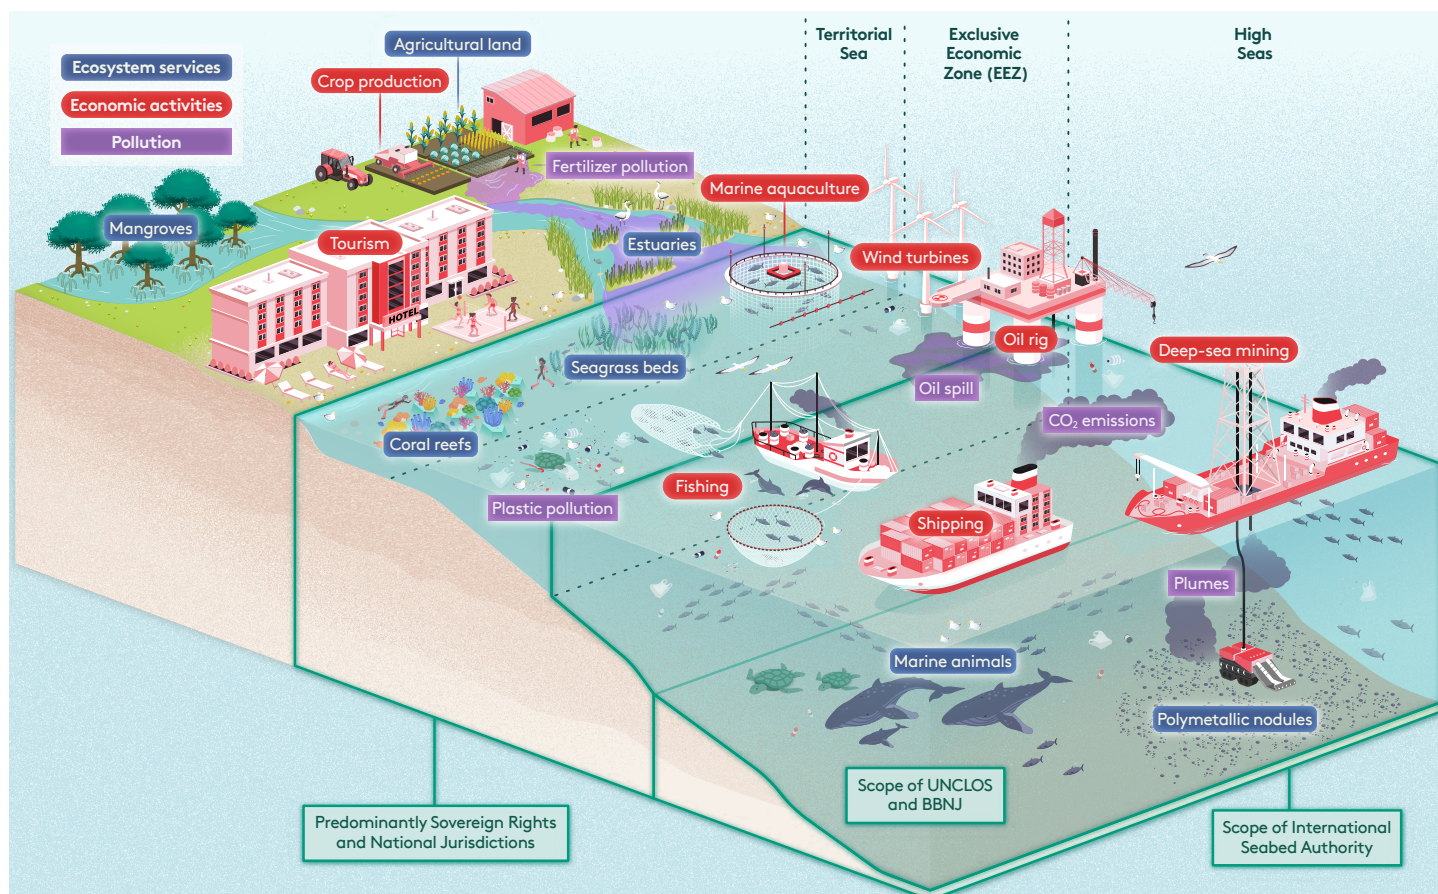 Ecosystem services
Economic activities
Pollution
Agricultural land
Crop production
Territorial
Sea
Exclusive
Economic
Zone (EEZ)
High
Seas
Fertilizer pollution
Marine aquaculture
Mangroves
Tourism
Estuaries
Wind turbines
HOTEL
Oil rig
Deep-sea mining
Seagrass beds
Oil spill
CO₂ emissions
Coral reefs
Fishing
Plastic pollution
Shipping
Plumes
Marine animals
Polymetallic nodules
Scope of UNCLOS
and BBNJ
Predominantly Sovereign Rights
and National Jurisdictions
Scope of International
Seabed Authority